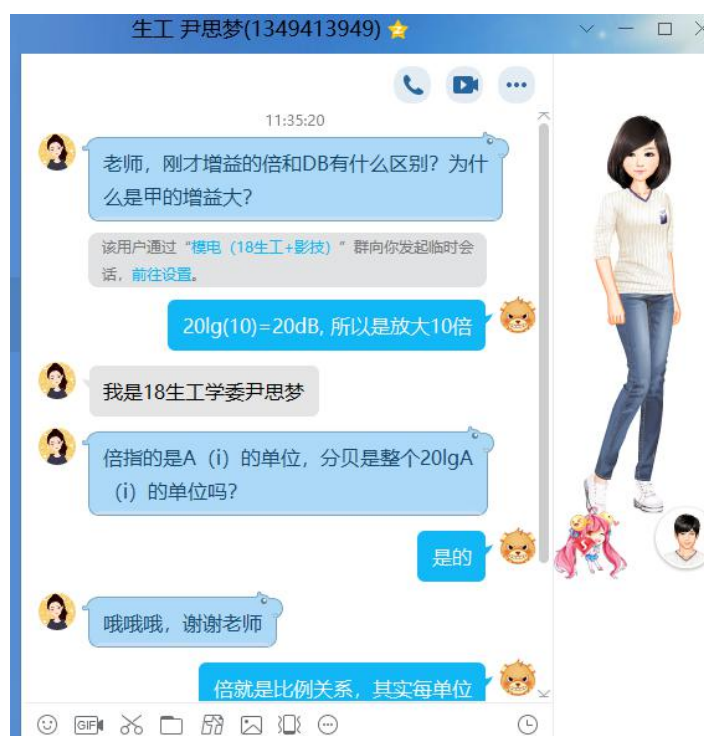 生工 尹思梦(1349413949)
11:35:20
老师，刚才增益的倍和DB有什么区别？为什
么是甲的增益大？
该用户通过“模电（18生工+影技）”群向你发起临时会
话，前往设置。
20lg(10)=20dB, 所以是放大10倍
我是18生工学委尹思梦
倍指的是A（i）的单位，分贝是整个20lgA
（i）的单位吗？
是的
哦哦哦，谢谢老师
倍就是比例关系，其实每单位
GIF